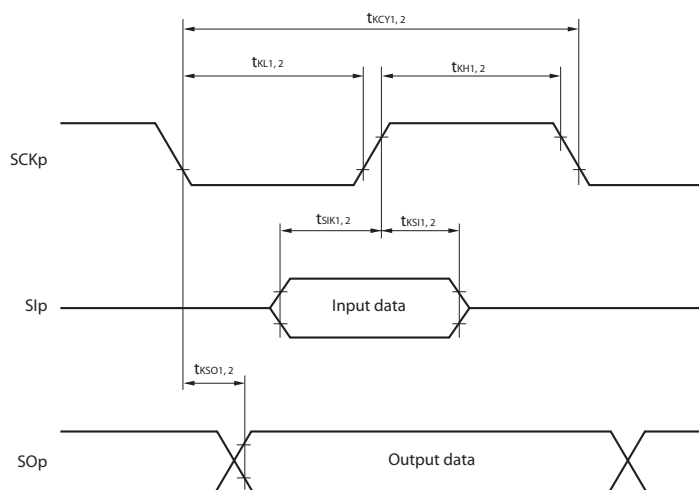 tKCY1, 2
tKL1, 2
tKH1, 2
SCKp
tSIK1, 2
tKSI1, 2
SIp
Input data
tKSO1, 2
SOp
Output data